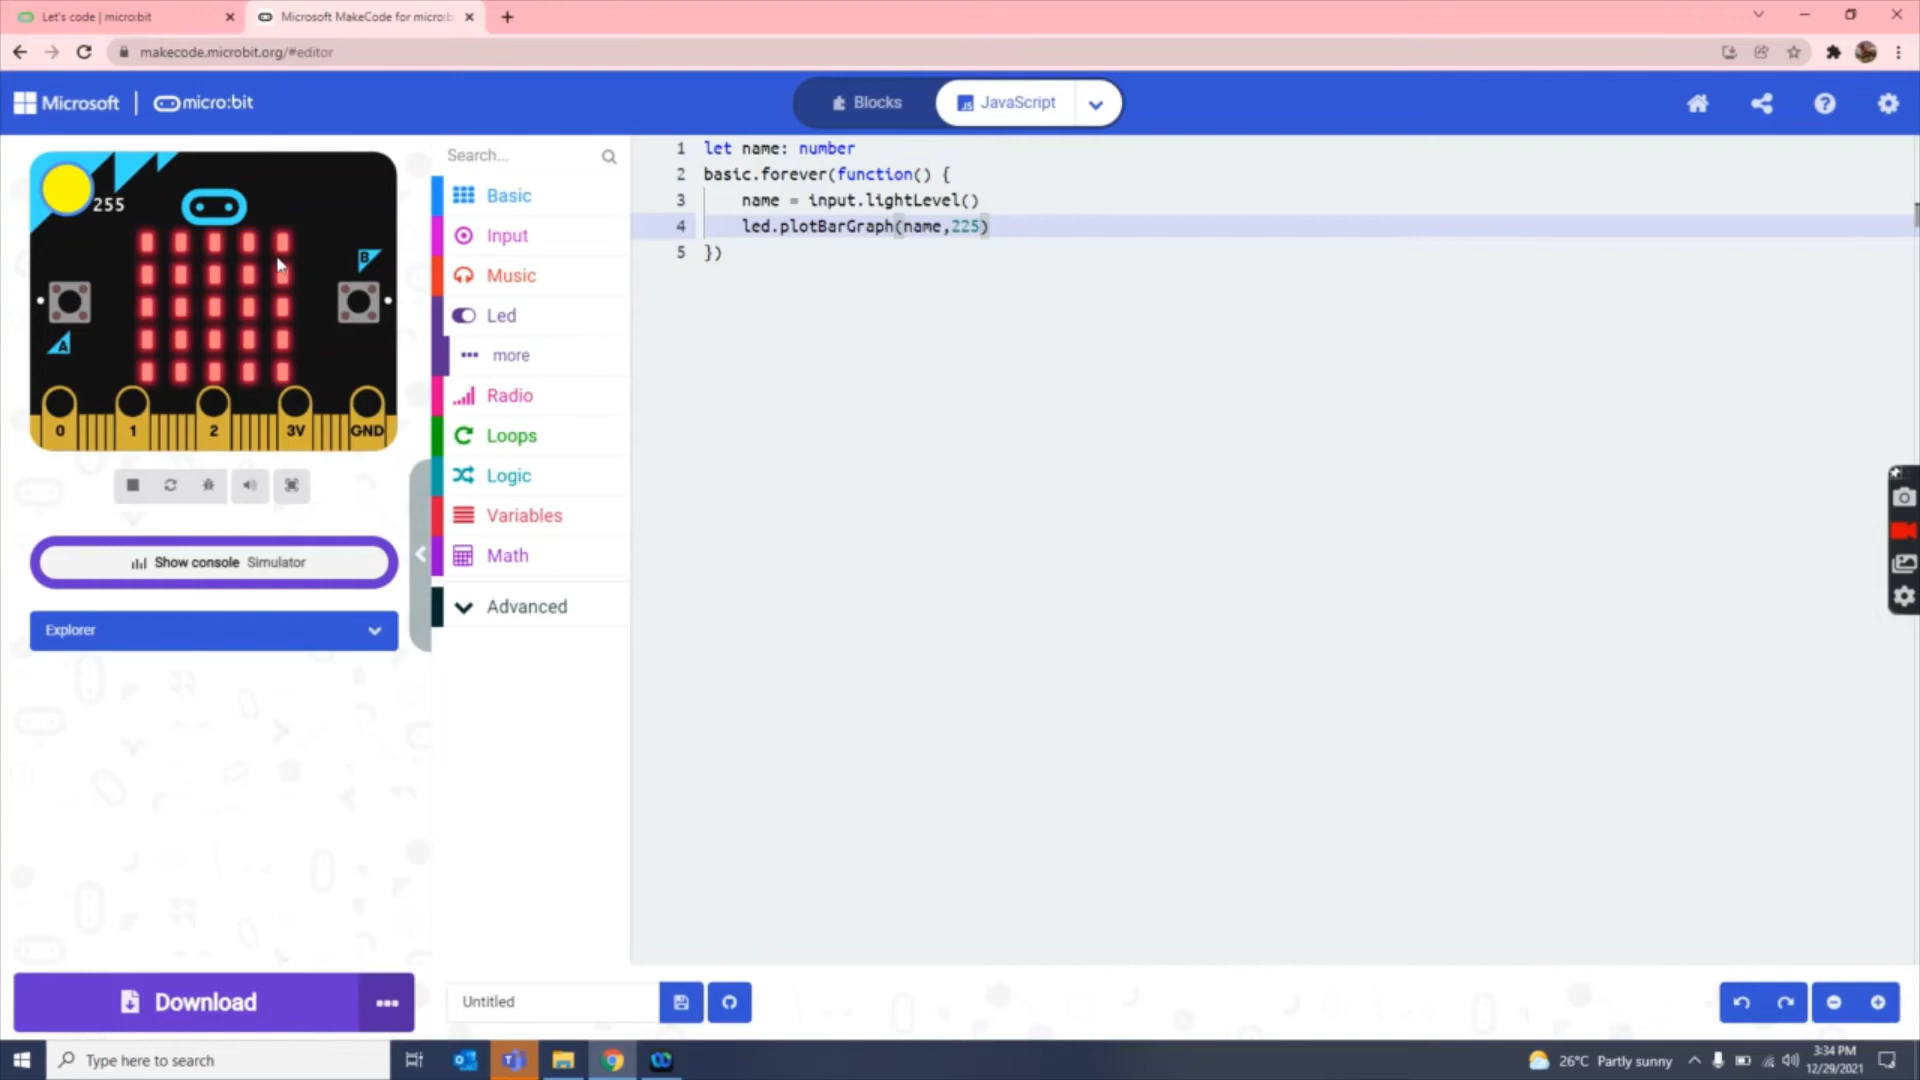 Let's code | micro:bit
Microsoft MakeCode for micro:b
makecode.microbit.org/#editor
Microsoft | micro:bit
Blocks
JS JavaScript
255
B
A
0 1 2 3V GND
Show console Simulator
Explorer
Search...
Basic
Input
Music
Led
more
Radio
Loops
Logic
Variables
Math
Advanced
1 let name: number
2 basic.forever(function() {
3 name = input.lightLevel()
4 led.plotBarGraph(name,225)
5 })
Download
Untitled
Type here to search
26°C Partly sunny
3:34 PM
12/29/2021